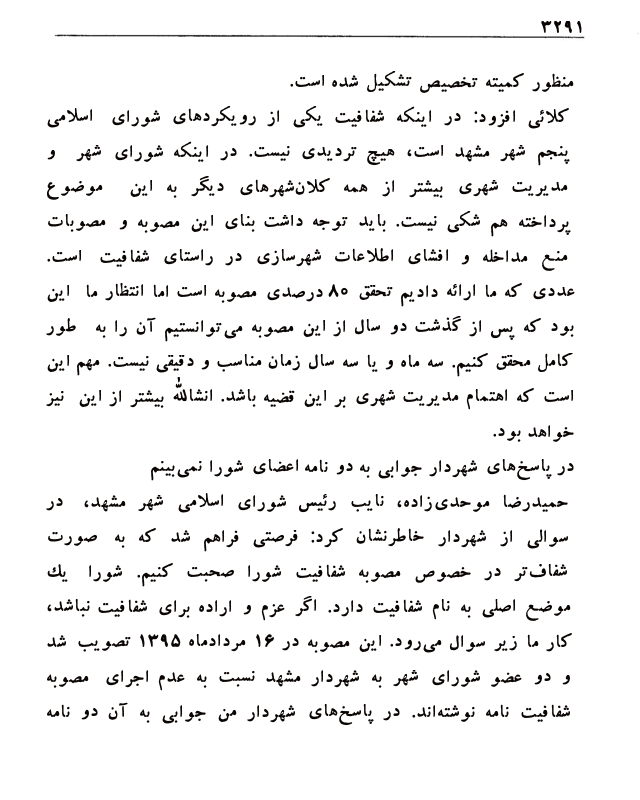 ۳۲۹۱
منظور کمیته تخصیص تشکیل شده است.
کلائی افزود: در اینکه شفافیت یکی از رویکردهای شورای اسلامی
پنجم شهر مشهد است، هیچ تردیدی نیست. در اینکه شورای شهر و
مدیریت شهری بیشتر از همه کلان‌شهرهای دیگر به این موضوع
پرداخته هم شکی نیست. باید توجه داشت بنای این مصوبه و مصوبات
منع مداخله و افشای اطلاعات شهرسازی در راستای شفافیت است.
عددی که ما ارائه دادیم تحقق ۸۰ درصدی مصوبه است اما انتظار ما این
بود که پس از گذشت دو سال از این مصوبه می‌توانستیم آن را به طور
کامل محقق کنیم. سه ماه و یا سه سال زمان مناسب و دقیقی نیست. مهم این
است که اهتمام مدیریت شهری بر این قضیه باشد. انشالله بیشتر از این نیز
خواهد بود.
در پاسخ‌های شهردار جوابی به دو نامه اعضای شورا نمی‌بینم
حمیدرضا موحدی‌زاده، نایب رئیس شورای اسلامی شهر مشهد، در
سوالی از شهردار خاطرنشان کرد: فرصتی فراهم شد که به صورت
شفاف‌تر در خصوص مصوبه شفافیت شورا صحبت کنیم. شورا یك
موضع اصلی به نام شفافیت دارد. اگر عزم و اراده برای شفافیت نباشد،
کار ما زیر سوال می‌رود. این مصوبه در ۱۶ مردادماه ۱۳۹۵ تصویب شد
و دو عضو شورای شهر به شهردار مشهد نسبت به عدم اجرای مصوبه
شفافیت نامه نوشته‌اند. در پاسخ‌های شهردار من جوابی به آن دو نامه